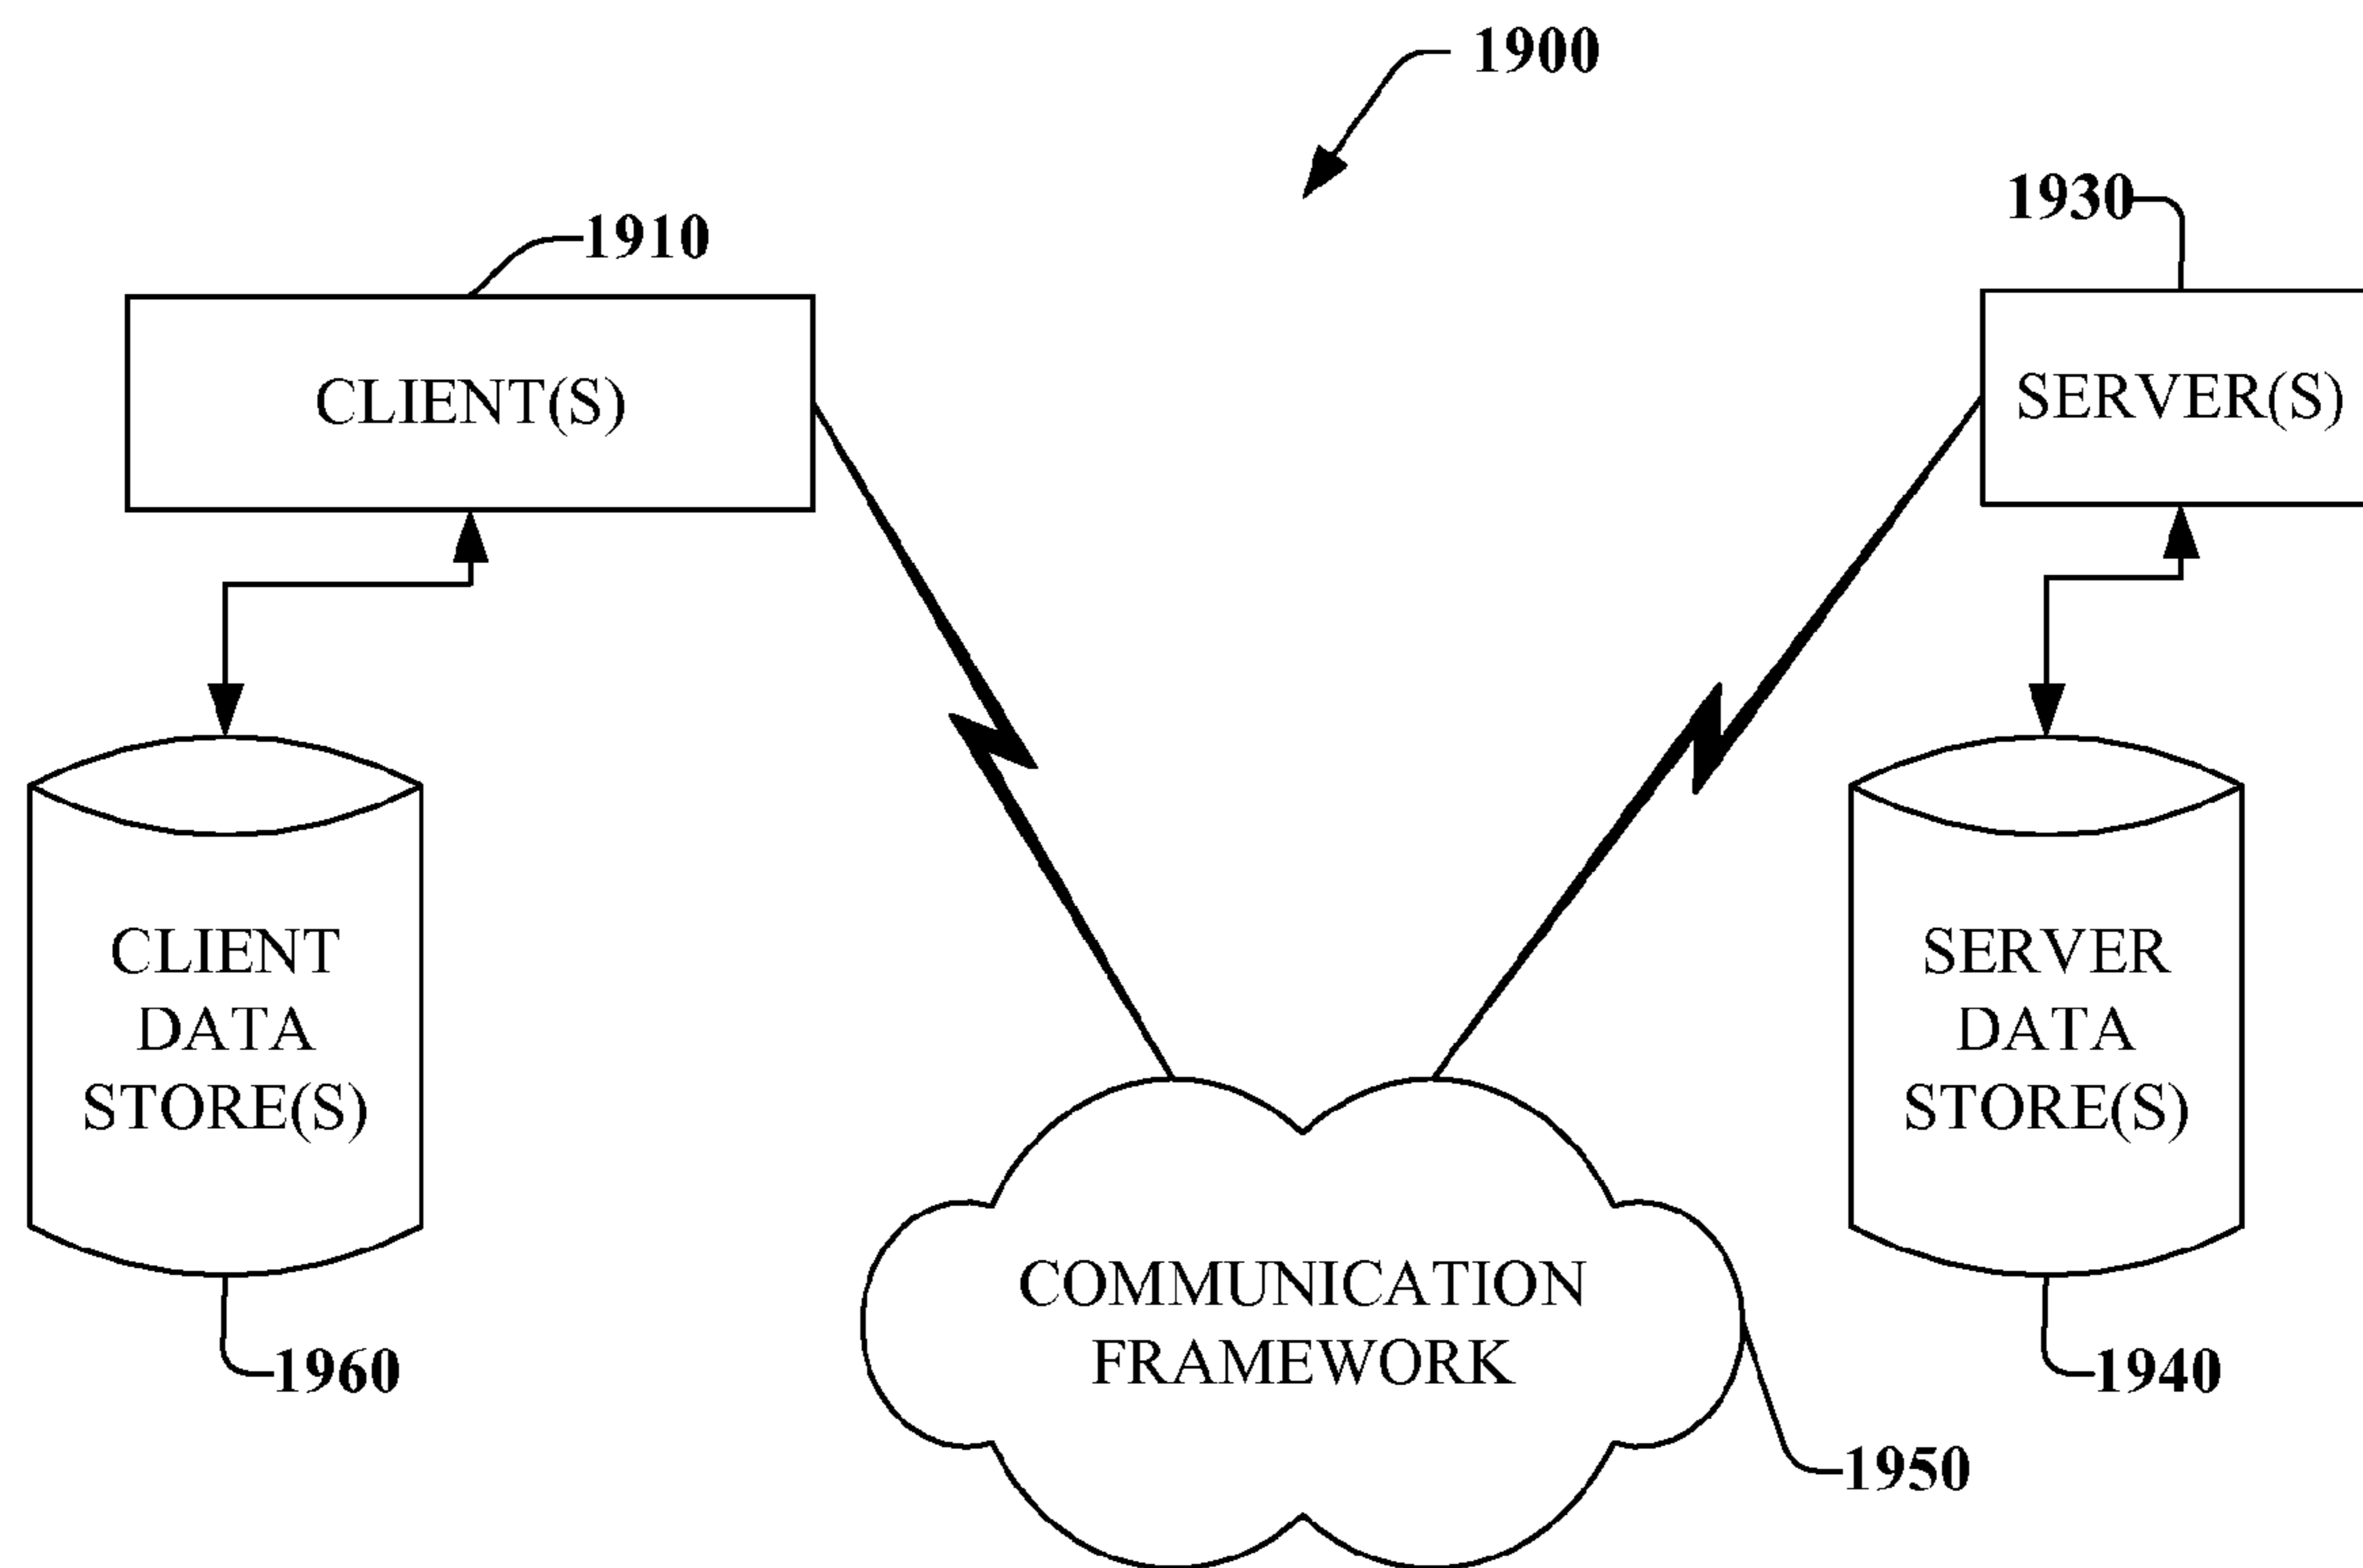 1900
1930
1910
CLIENT(S)
SERVER(S)
CLIENT
DATA
STORE(S)
SERVER
DATA
STORE(S)
COMMUNICATION
FRAMEWORK
1960
1940
1950